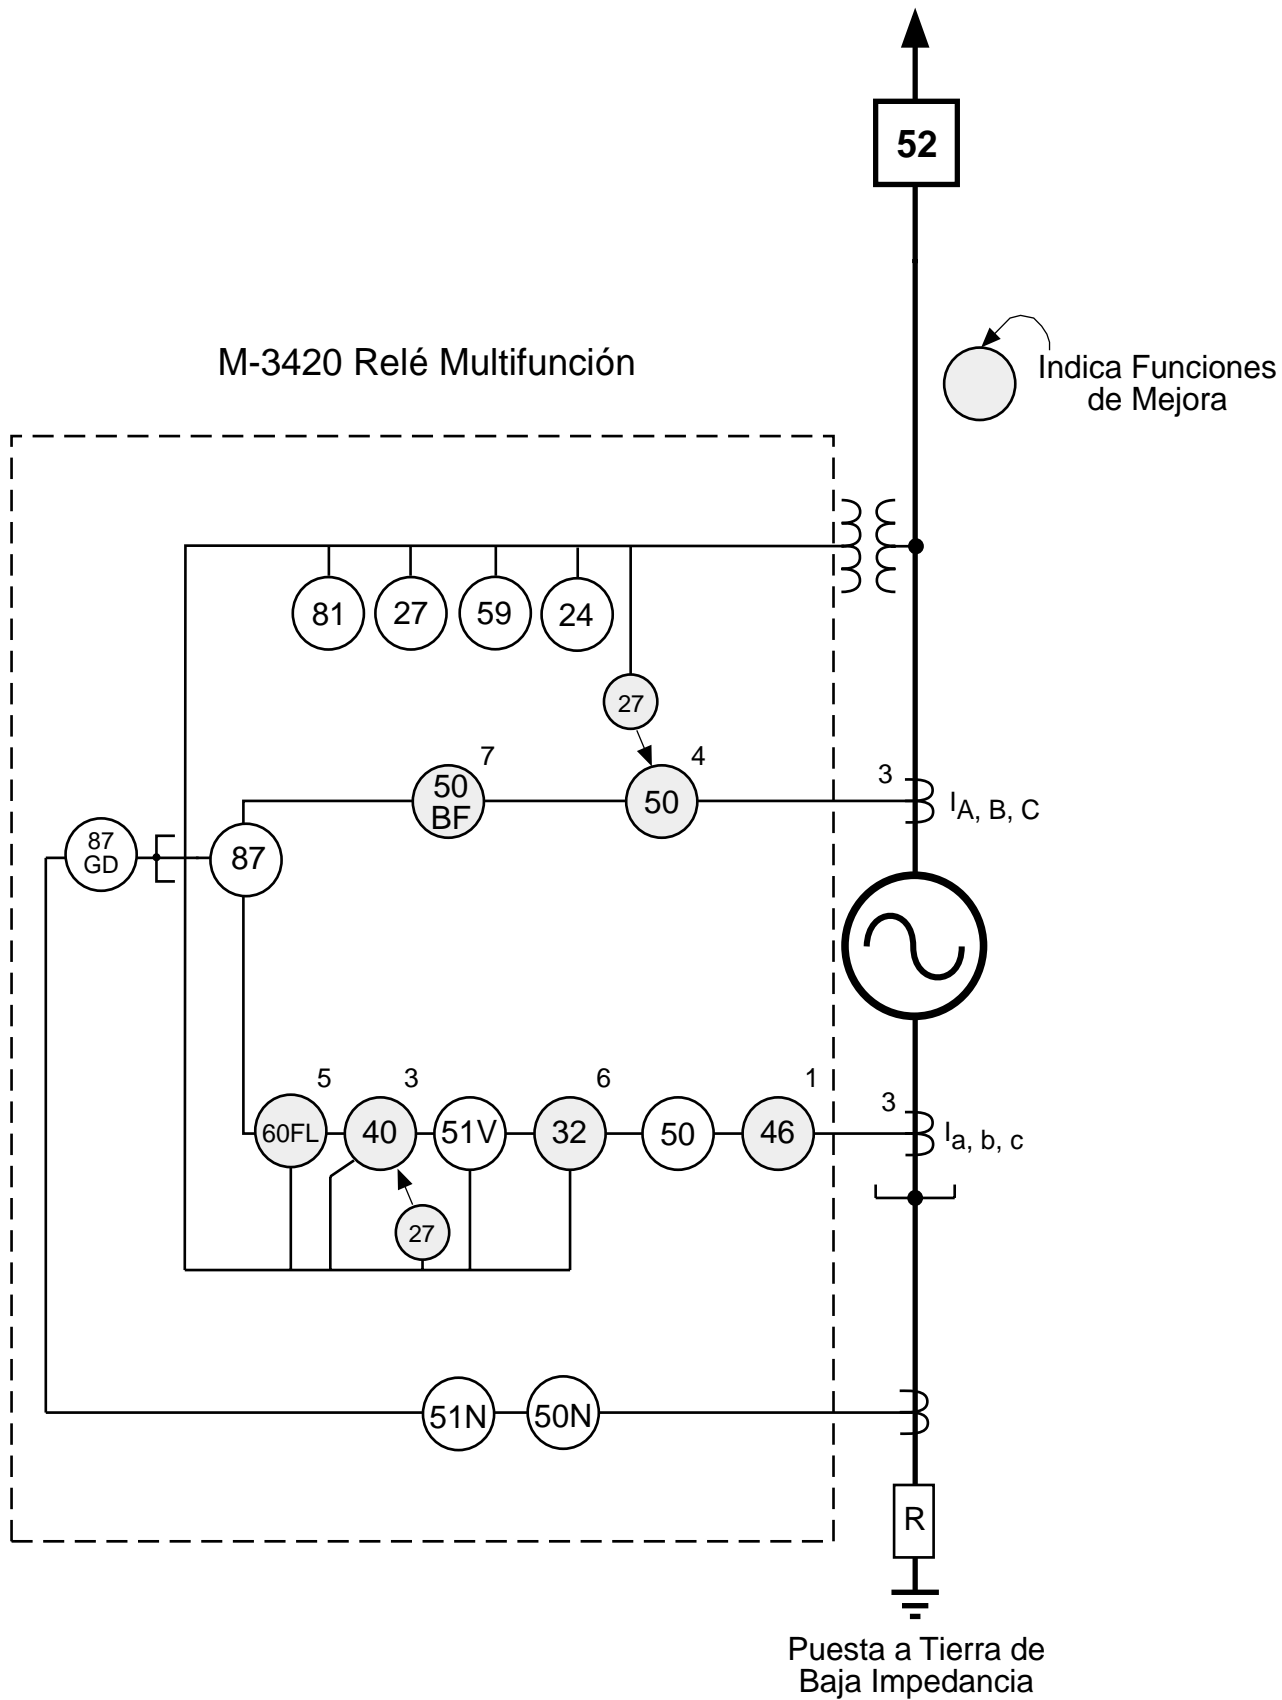 52
M-3420 Relé Multifunción
Indica Funciones
de Mejora
81
27
59
24
27
7
4
3
50
BF
50
IA, B, C
87
GD
87
5
3
6
1
3
60FL
40
51V
32
50
46
Ia, b, c
27
51N
50N
R
Puesta a Tierra de
Baja Impedancia